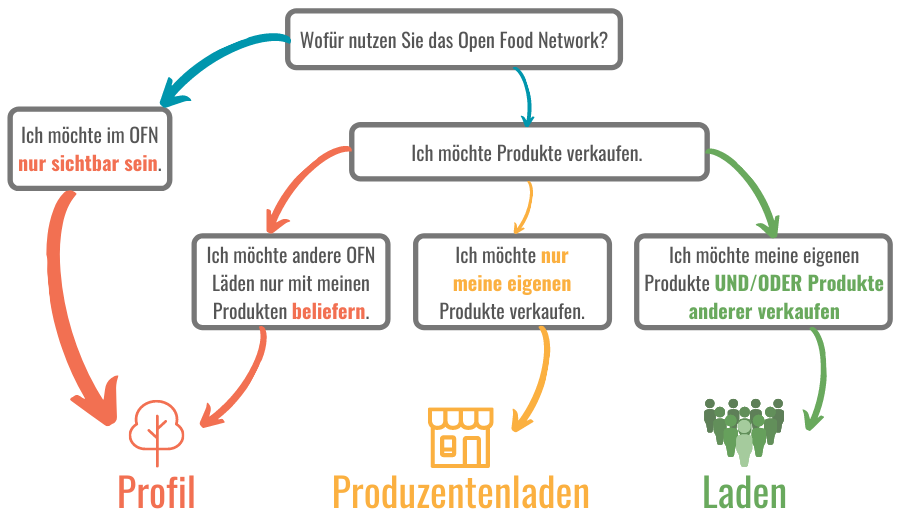 Wofür nutzen Sie das Open Food Network?
Ich möchte im OFN
nur sichtbar sein.
Ich möchte Produkte verkaufen.
Ich möchte andere OFN
Läden nur mit meinen
Produkten beliefern.
Ich möchte nur
meine eigenen
Produkte verkaufen.
Ich möchte meine eigenen
Produkte UND/ODER Produkte
anderer verkaufen
Profil
Produzentenladen
Laden